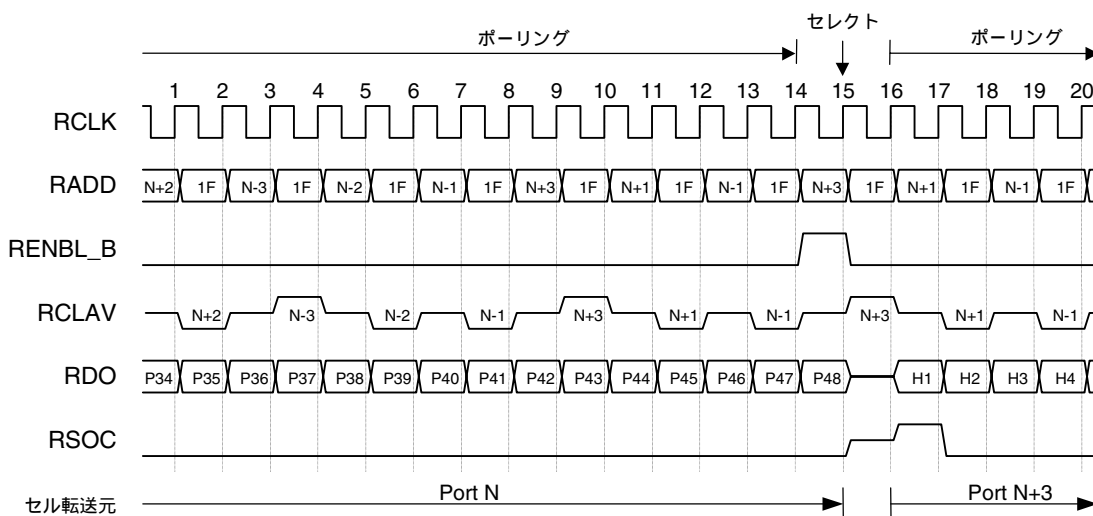 ポーリング セレクト ポーリング
1 2 3 4 5 6 7 8 9 10 11 12 13 14 15 16 17 18 19 20
RCLK
RADD N+2 1F N-3 1F N-2 1F N-1 1F N+3 1F N+1 1F N-1 1F N+3 1F N+1 1F N-1 1F
RENBL_B
RCLAV N+2 N-3 N-2 N-1 N+3 N+1 N-1 N+3 N+1 N-1
RDO P34 P35 P36 P37 P38 P39 P40 P41 P42 P43 P44 P45 P46 P47 P48 H1 H2 H3 H4
RSOC
セル転送元 Port N Port N+3